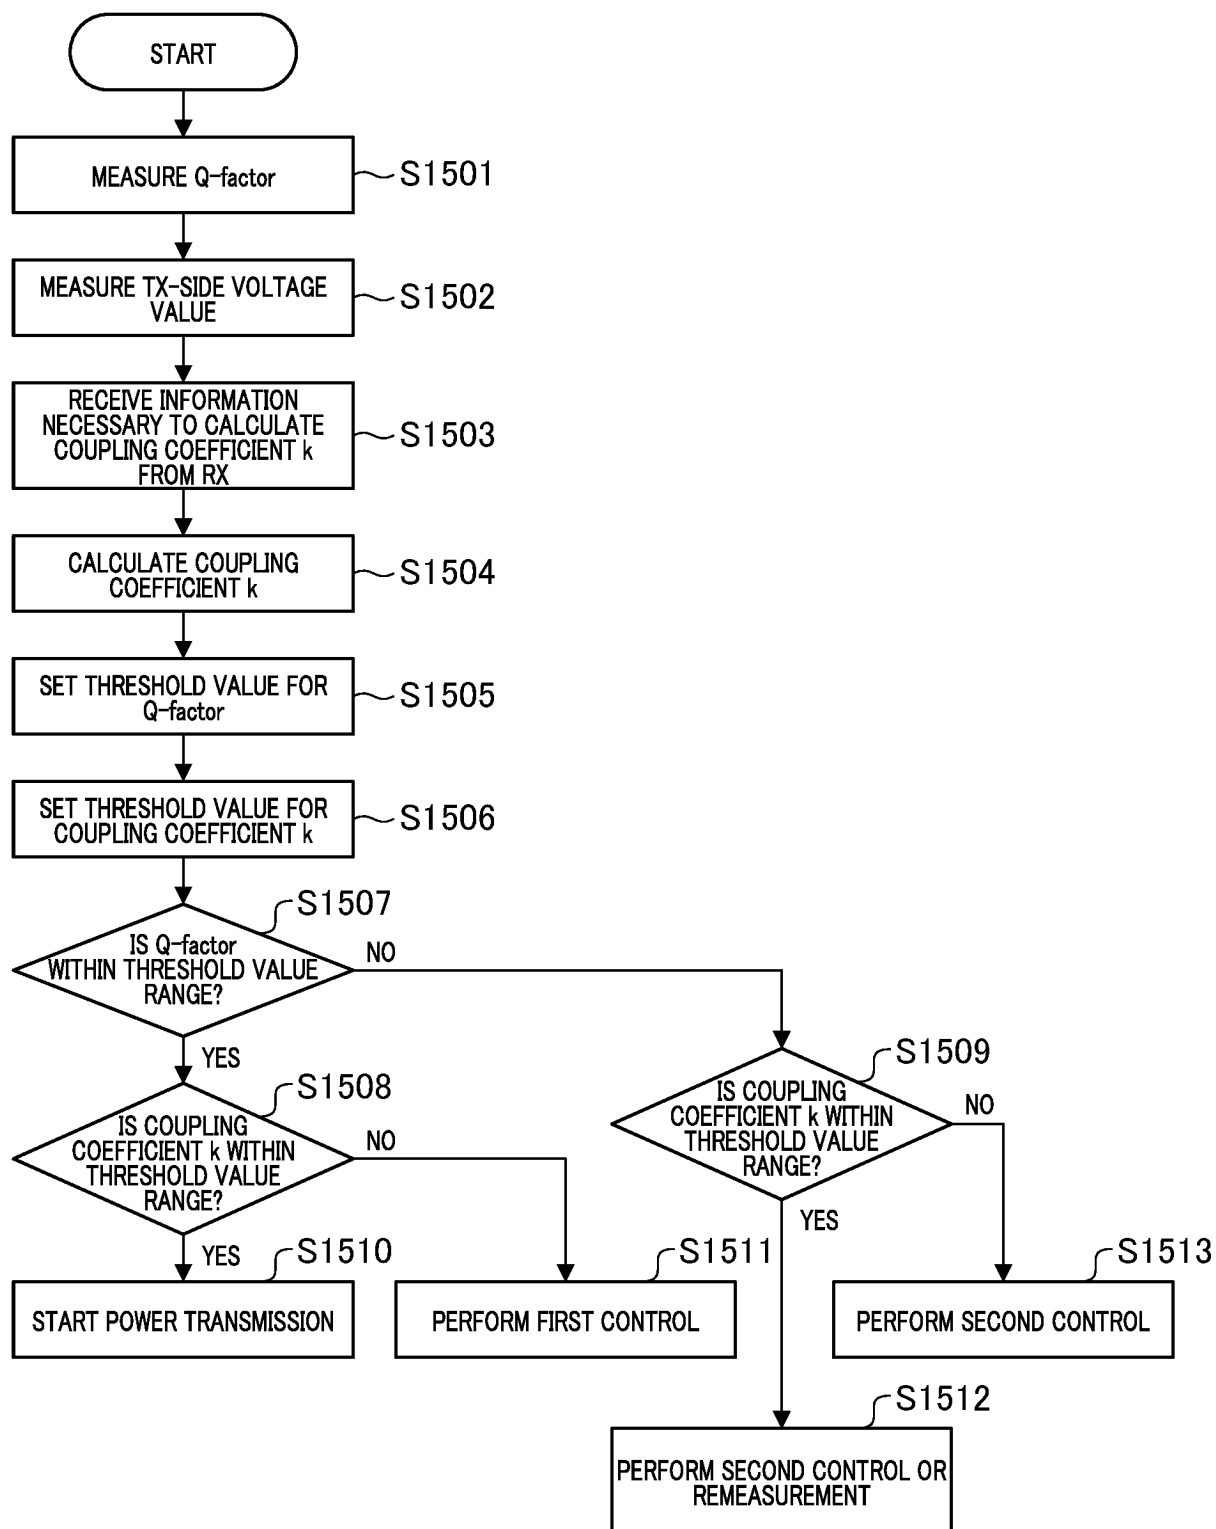 START
MEASURE Q-factor
S1501
MEASURE TX-SIDE VOLTAGE
VALUE
S1502
RECEIVE INFORMATION
NECESSARY TO CALCULATE
COUPLING COEFFICIENT k
FROM RX
S1503
CALCULATE COUPLING
COEFFICIENT k
S1504
SET THRESHOLD VALUE FOR
Q-factor
S1505
SET THRESHOLD VALUE FOR
COUPLING COEFFICIENT k
S1506
S1507
IS Q-factor
WITHIN THRESHOLD VALUE
RANGE?
NO
YES
S1508
IS COUPLING
COEFFICIENT k WITHIN
THRESHOLD VALUE
RANGE?
NO
YES
S1509
IS COUPLING
COEFFICIENT k WITHIN
THRESHOLD VALUE
RANGE?
NO
YES
S1510
START POWER TRANSMISSION
S1511
PERFORM FIRST CONTROL
S1513
PERFORM SECOND CONTROL
S1512
PERFORM SECOND CONTROL OR
REMEASUREMENT